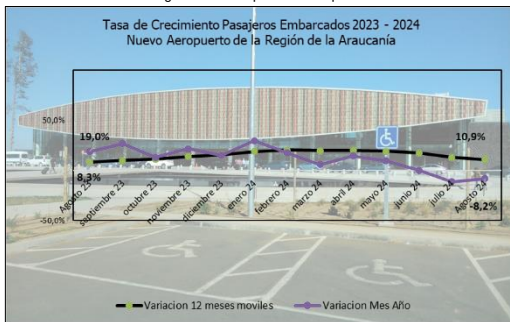 Tasa de Crecimiento Pasajeros Embarcados 2023 - 2024
Nuevo Aeropuerto de la Región de la Araucanía
50,0%
19,0%
10,9%
8,3%
-8,2%
-50,0%
Agosto 23
septiembre 23
octubre 23
noviembre 23
diciembre 23
enero 24
febrero 24
marzo 24
abril 24
mayo 24
junio 24
julio 24
Agosto 24
Variacion 12 meses moviles
Variacion Mes Año